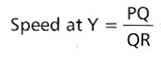 Speed at Y = PQ/QR